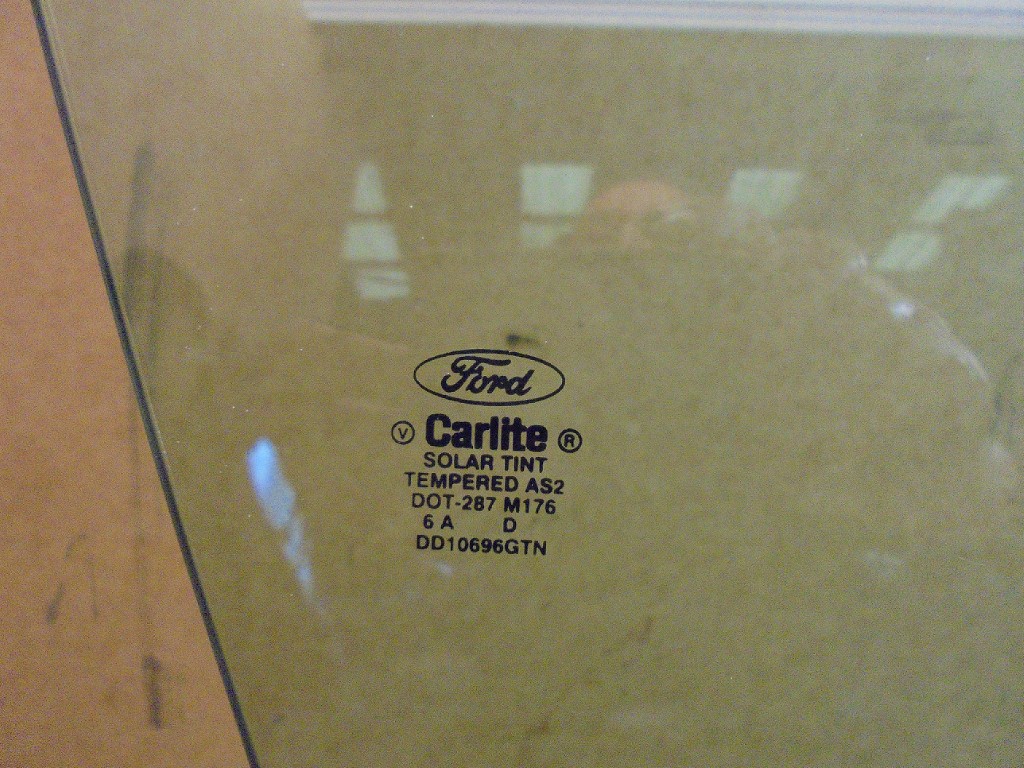 Ford
V Carlite ®
SOLAR TINT
TEMPERED AS2
DOT-287 M176
6 A D
DD10696GTN